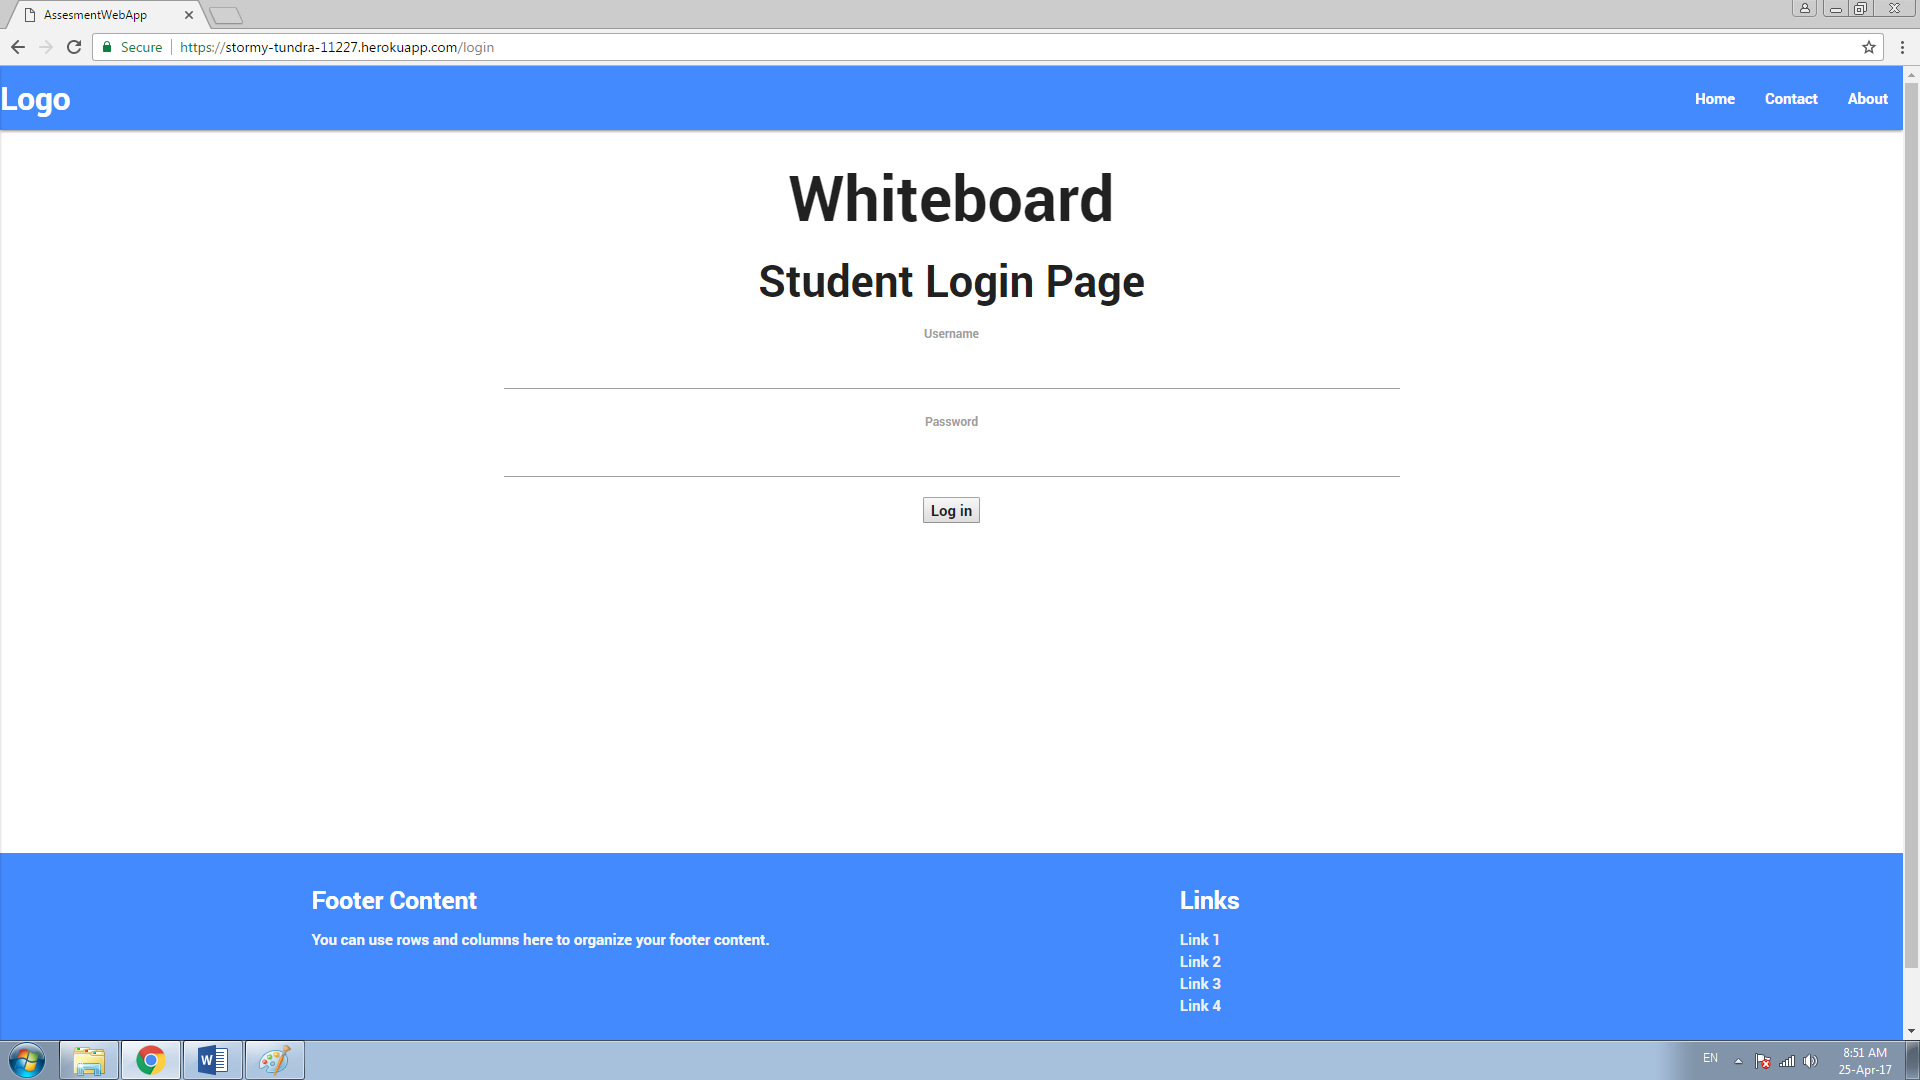 AssesmentWebApp
Secure https://stormy-tundra-11227.herokuapp.com/login
Logo
Home Contact About
Whiteboard
Student Login Page
Username
Password
Log in
Footer Content
You can use rows and columns here to organize your footer content.
Links
Link 1
Link 2
Link 3
Link 4
W
EN
8:51 AM
25-Apr-17